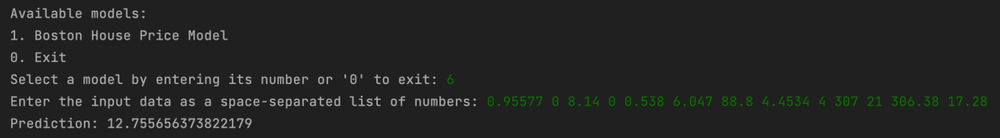 Available models:
1. Boston House Price Model
0. Exit
Select a model by entering its number or '0' to exit: 6
Enter the input data as a space-separated list of numbers: 0.95577 0 8.14 0 0.538 6.047 88.8 4.4534 4 307 21 306.38 17.28
Prediction: 12.755656373822179